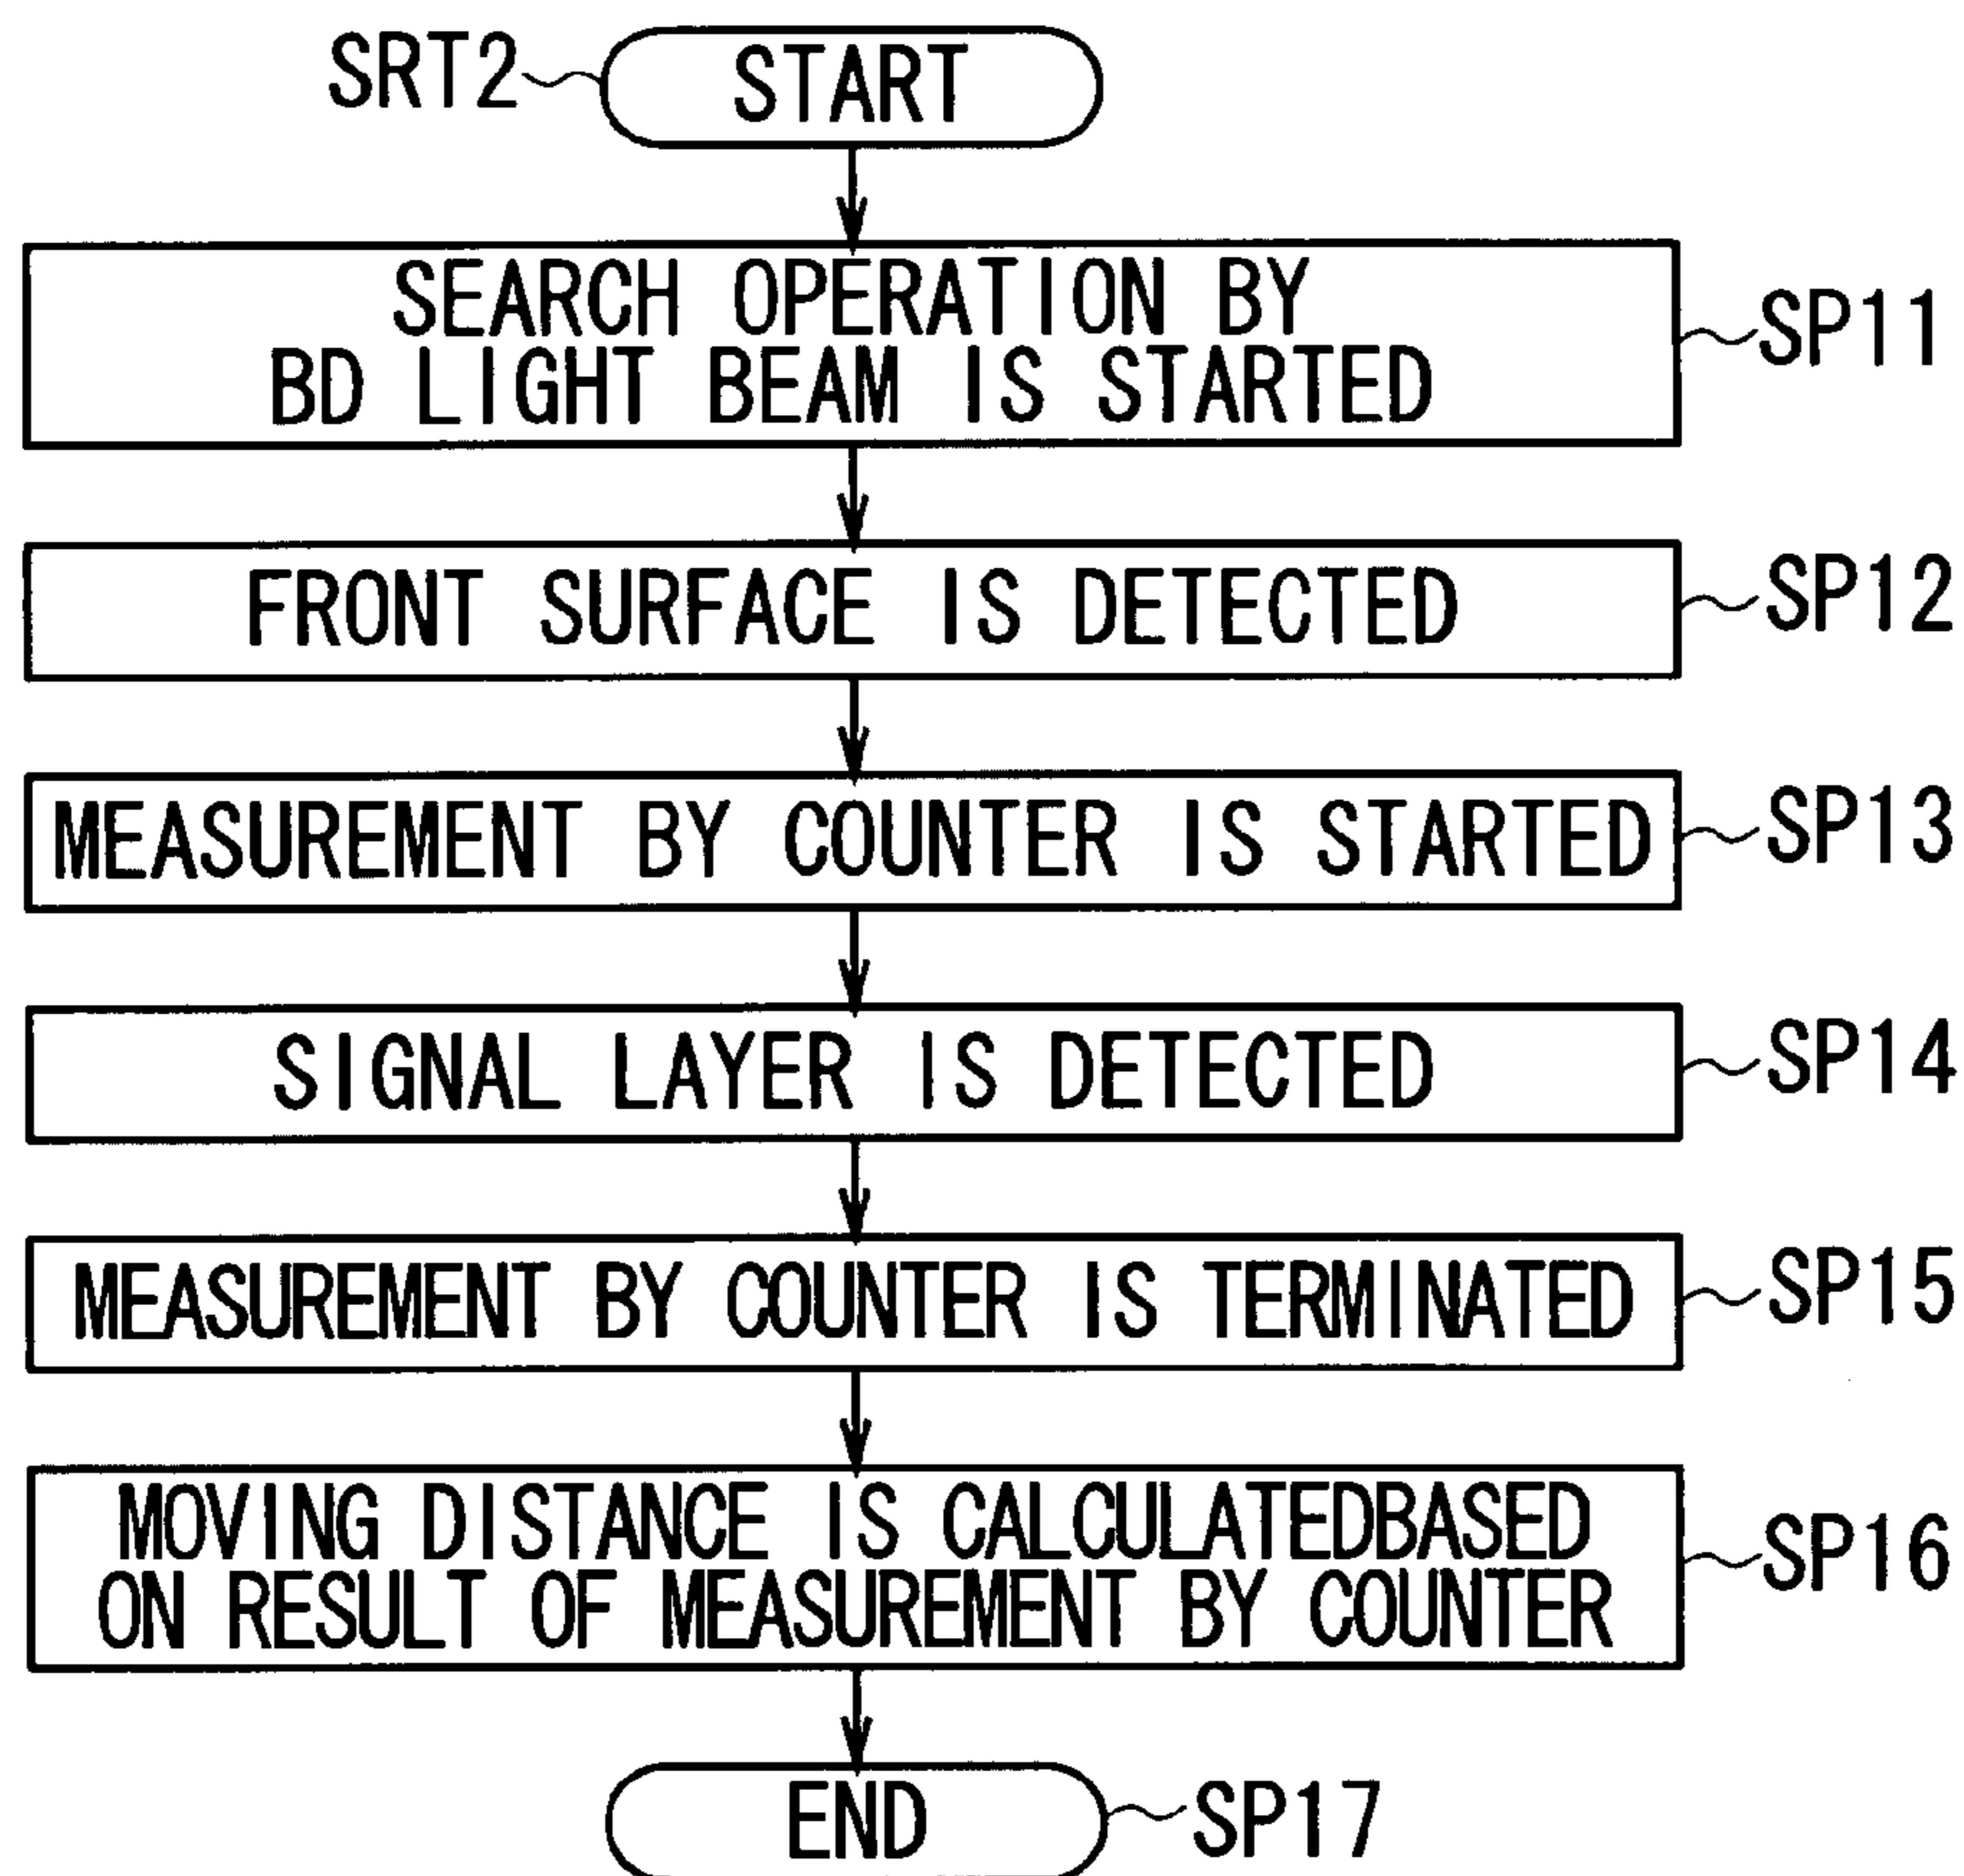 SRT2 START
SEARCH OPERATION BY
BD LIGHT BEAM IS STARTED
SP11
FRONT SURFACE IS DETECTED SP12
MEASUREMENT BY COUNTER IS STARTED SP13
SIGNAL LAYER IS DETECTED SP14
MEASUREMENT BY COUNTER IS TERMINATED SP15
MOVING DISTANCE IS CALCULATEDBASED
ON RESULT OF MEASUREMENT BY COUNTER
SP16
END SP17